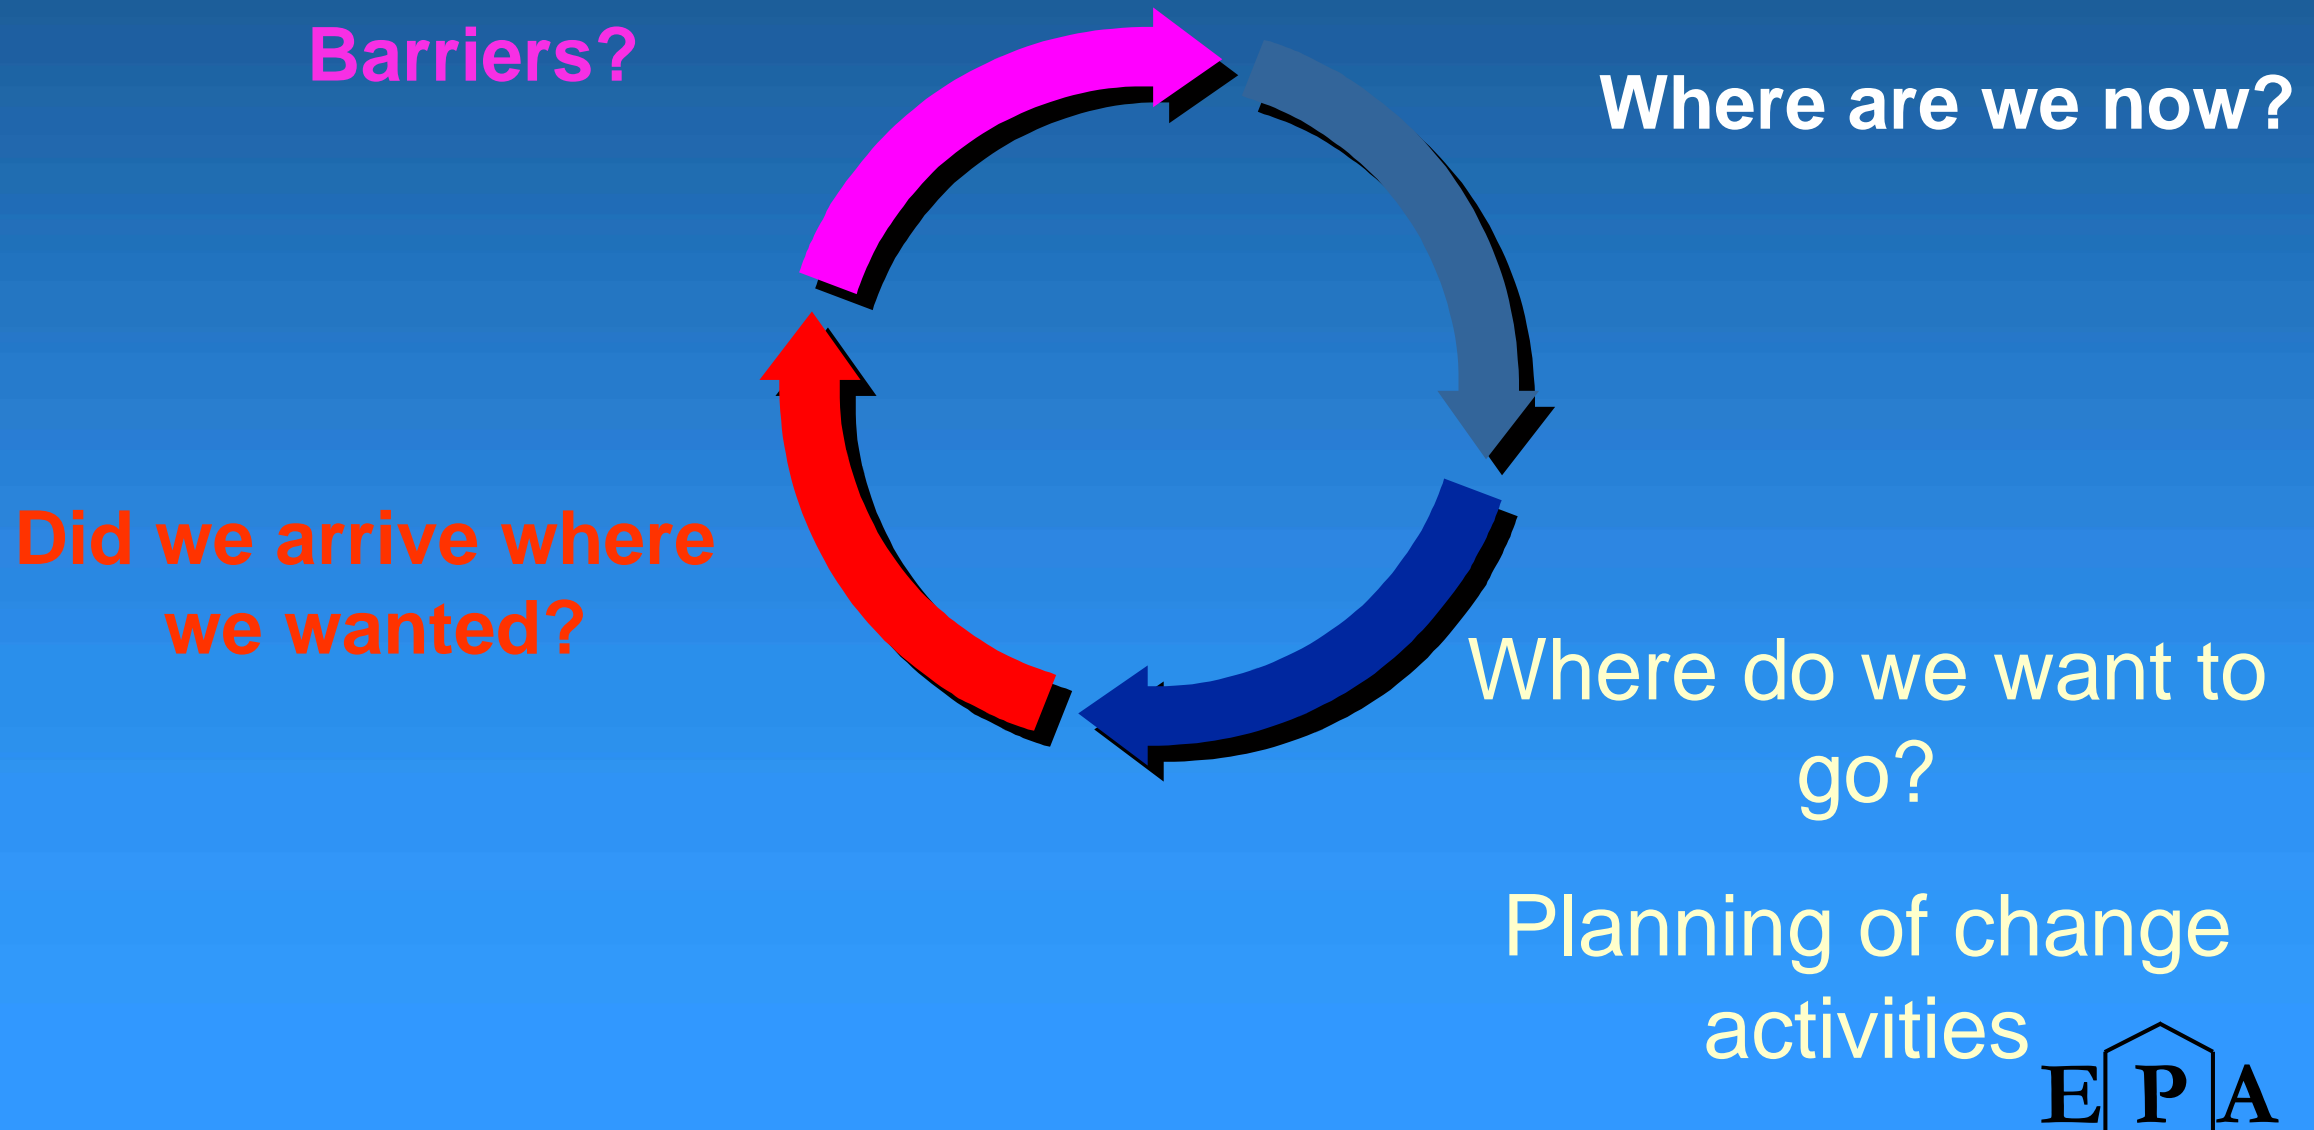 Barriers?
Where are we now?
Did we arrive where
we wanted?
Where do we want to
go?
Planning of change
activities
EPA